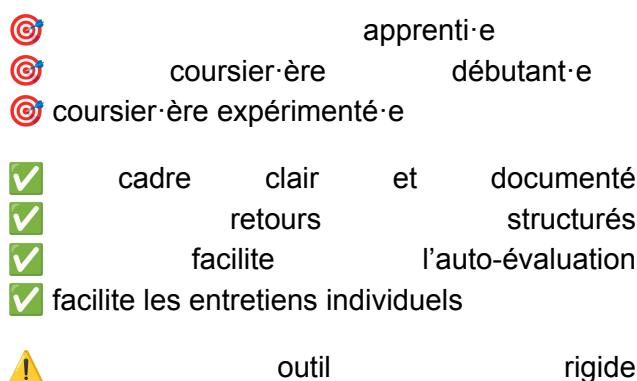 🎯 apprenti·e
🎯 coursier·ère débutant·e
🎯 coursier·ère expérimenté·e
✅ cadre clair et documenté
✅ retours structurés
✅ facilite l’auto-évaluation
✅ facilite les entretiens individuels
⚠️ outil rigide